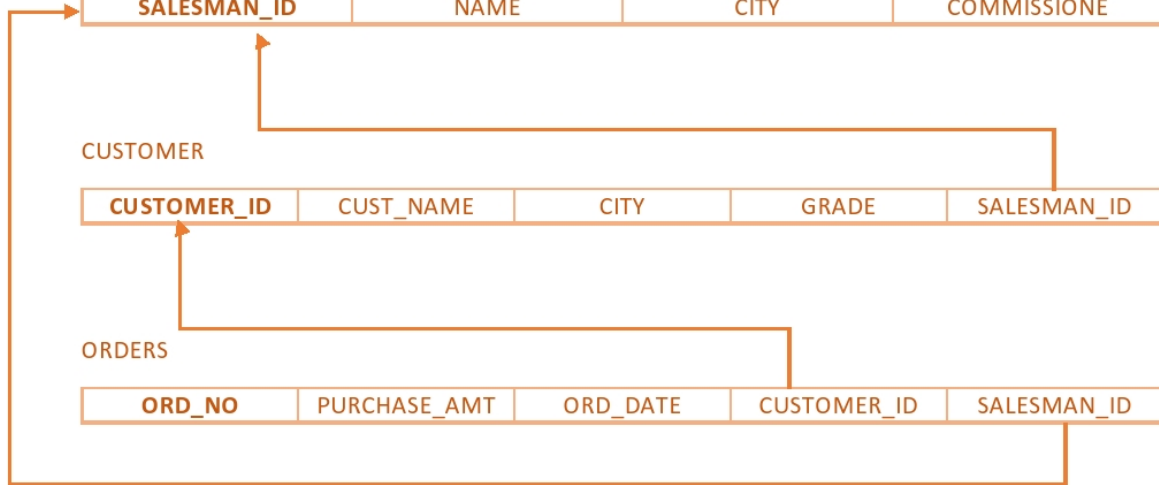 SALESMAN_ID NAME CITY COMMISSIONE
CUSTOMER
CUSTOMER_ID CUST_NAME CITY GRADE SALESMAN_ID
ORDERS
ORD_NO PURCHASE_AMT ORD_DATE CUSTOMER_ID SALESMAN_ID